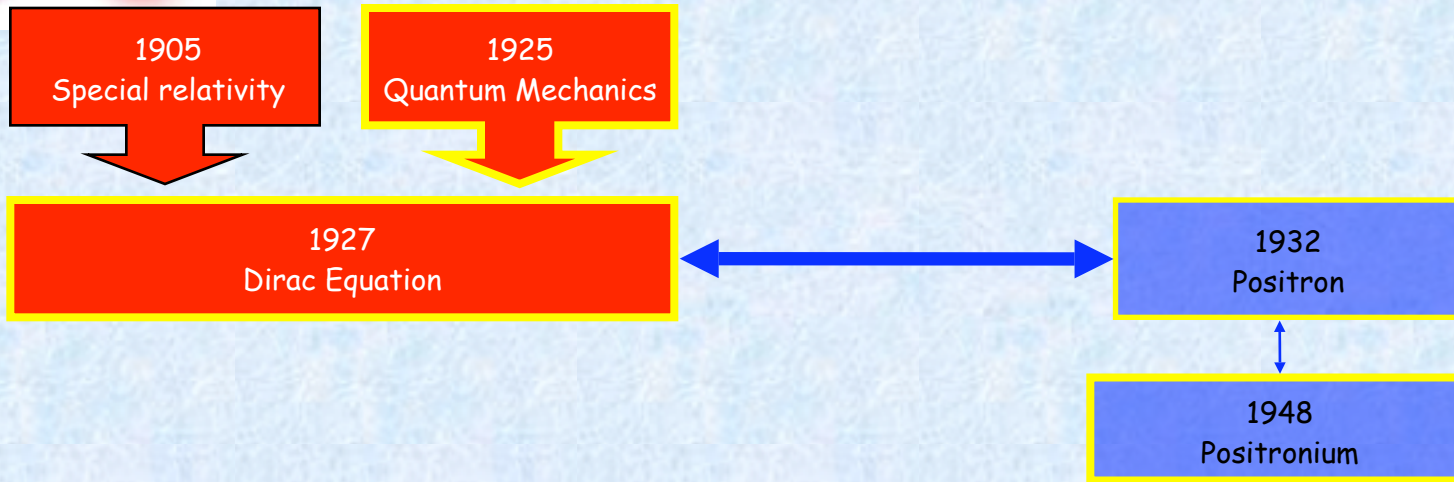 1905
Special relativity
1925
Quantum Mechanics
1927
Dirac Equation
1932
Positron
1948
Positronium